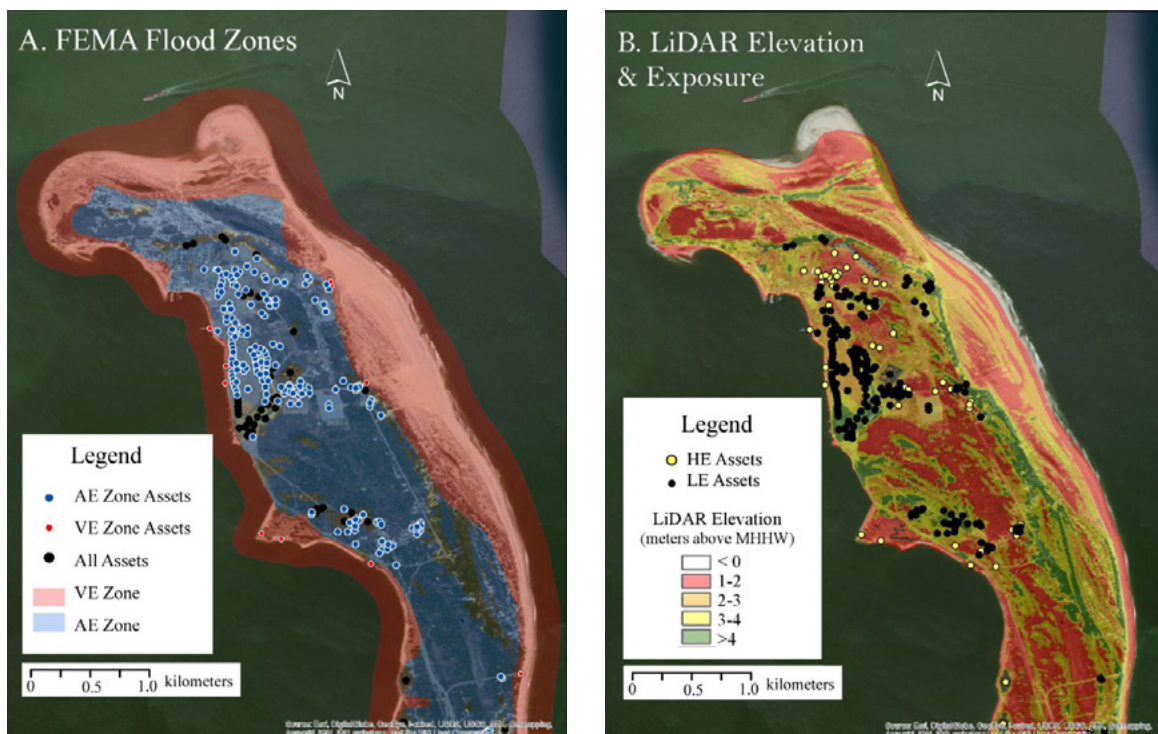 A. FEMA Flood Zones
N
Legend
AE Zone Assets
VE Zone Assets
All Assets
VE Zone
AE Zone
0 0.5 1.0 kilometers
B. LiDAR Elevation
& Exposure
N
Legend
HE Assets
LE Assets
LiDAR Elevation
(meters above MHHW)
< 0
1-2
2-3
3-4
>4
0 0.5 1.0 kilometers